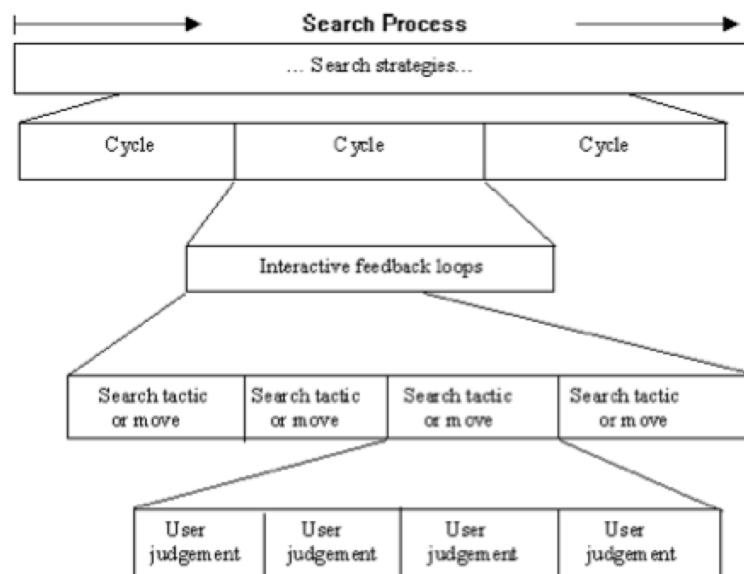 Search Process
... Search strategies...
Cycle Cycle Cycle
Interactive feedback loops
Search tactic Search tactic Search tactic Search tactic
or move or move or move or move
User User User User
judgement judgement judgement judgement